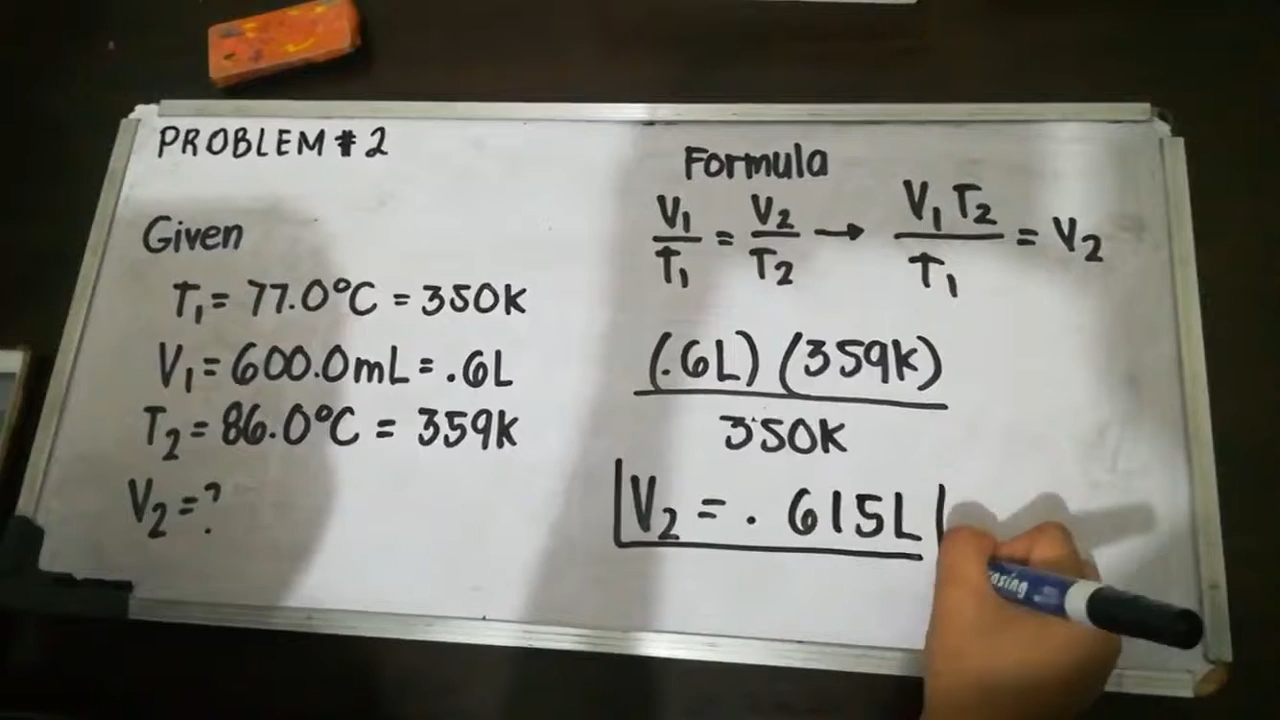 PROBLEM # 2
Given
T₁ = 77.0°C = 350K
V₁ = 600.0mL = .6L
T₂ = 86.0°C = 359K
V₂ = ?
Formula
V₁/T₁ = V₂/T₂ → V₁T₂/T₁ = V₂
(.6L) (359K)
350K
V₂ = . 615L